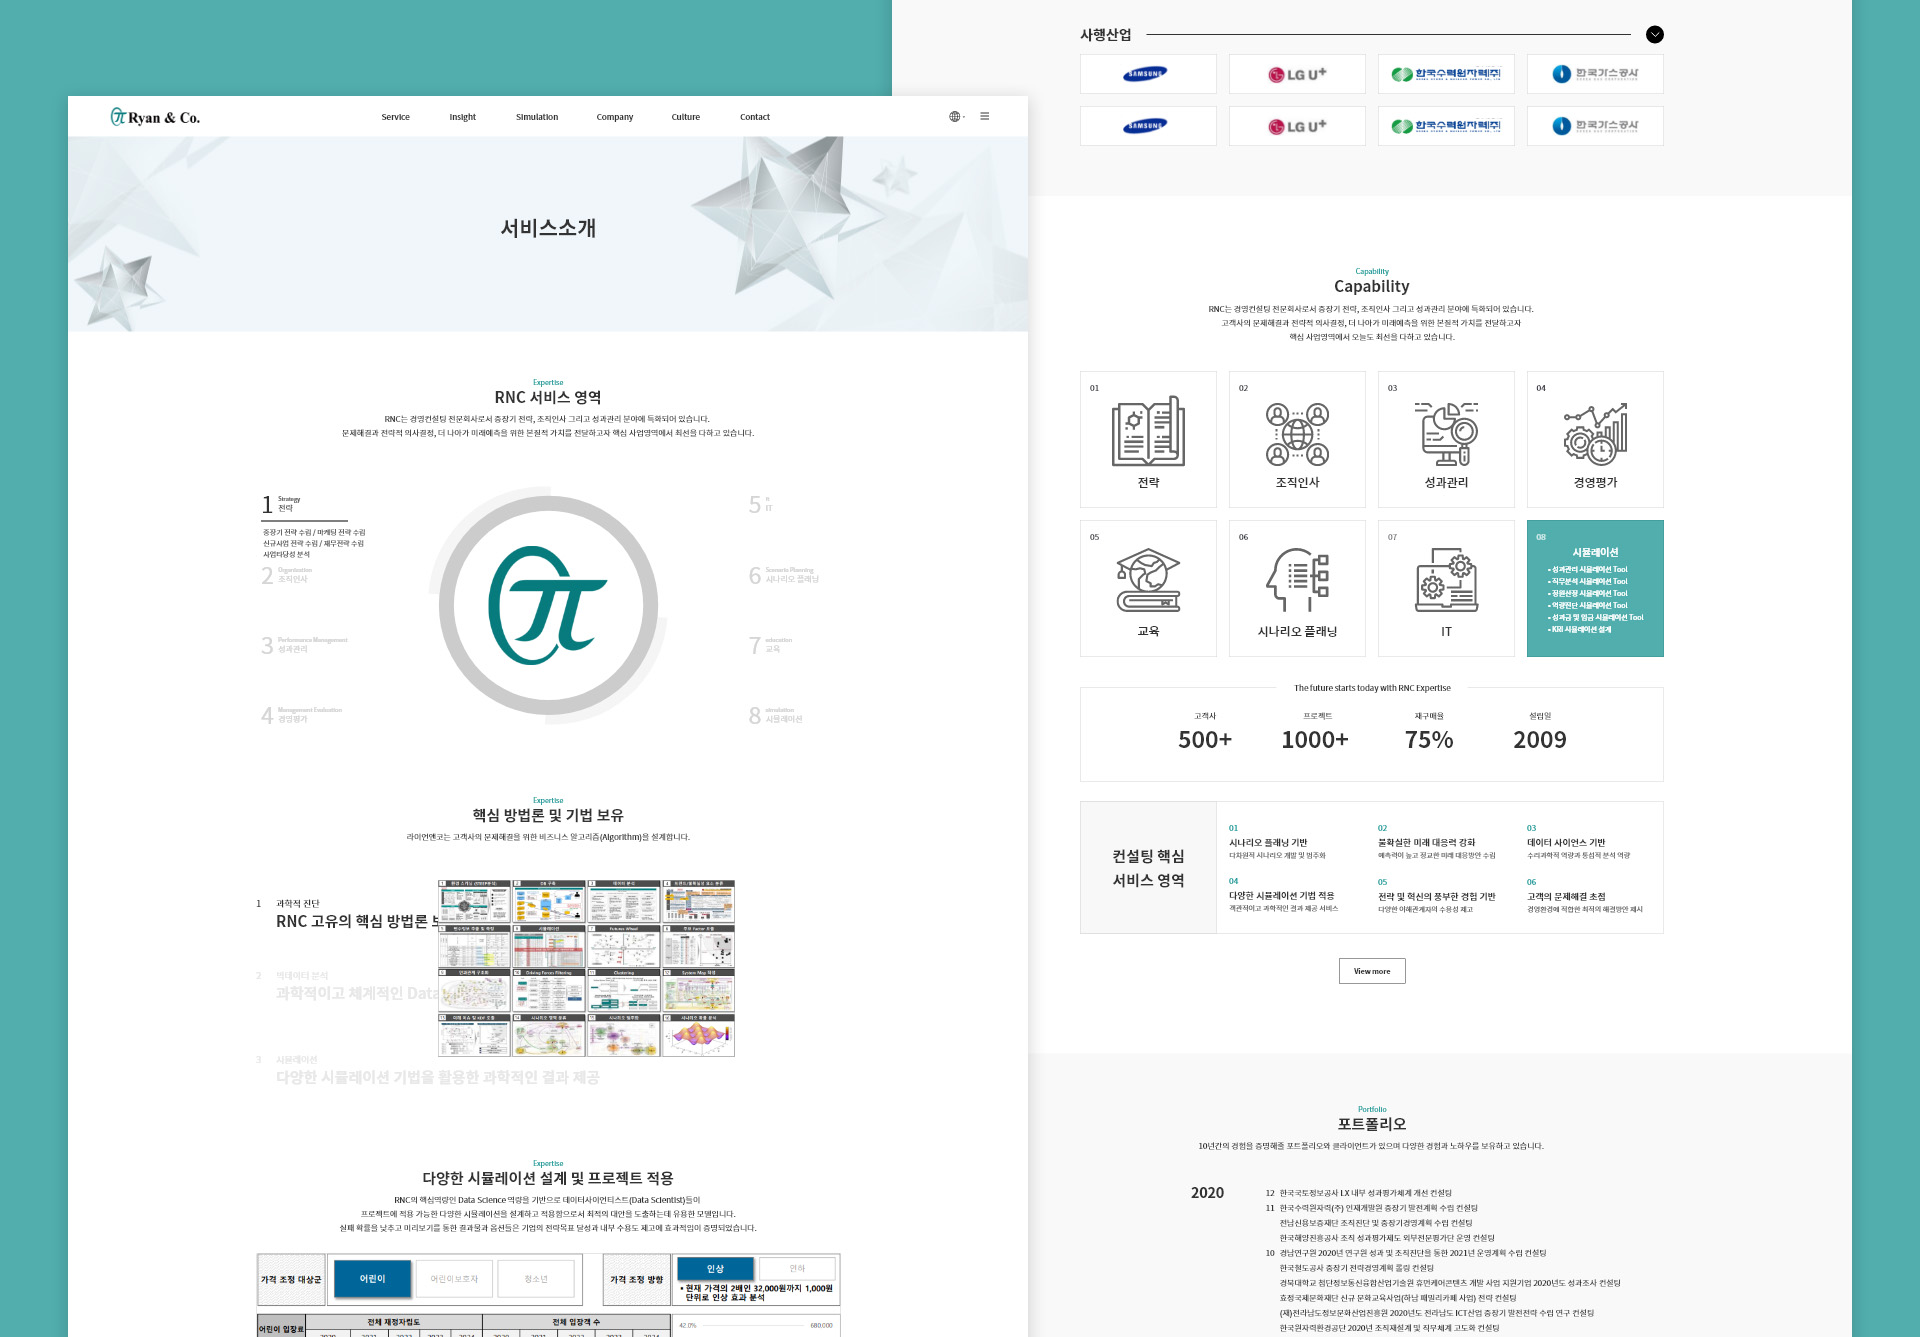 Ryan & Co.
Service
Insight
Simulation
Company
Culture
Contact
서비스소개
Expertise
RNC 서비스 영역
RNC는 경영컨설팅 전문회사로서 중장기 전략, 조직인사 그리고 성과관리 분야에 특화되어 있습니다.
문제해결과 전략적 의사결정, 더 나아가 미래예측을 위한 본질적 가치를 전달하고자 핵심 사업영역에서 최선을 다하고 있습니다.
1
Strategy
전략
중장기 전략 수립 / 마케팅 전략 수립
신규사업 전략 수립 / 재무전략 수립
사업타당성 분석
2
Organization
조직인사
3
Performance Management
성과관리
4
Management Evaluation
경영평가
5
IT
6
Scenario Planning
시나리오 플래닝
7
education
교육
8
simulation
시뮬레이션
Expertise
핵심 방법론 및 기법 보유
라이언앤코는 고객사의 문제해결을 위한 비즈니스 알고리즘(Algorithm)을 설계합니다.
1
과학적 진단
RNC 고유의 핵심 방법론
2
빅데이터 분석
과학적이고 체계적인 Data
3
시뮬레이션
다양한 시뮬레이션 기법을 활용한 과학적인 결과 제공
DB 구축
데이터 분석
시뮬레이션
Futures Wheel
Driving Forces Filtering
Clustering
Expertise
다양한 시뮬레이션 설계 및 프로젝트 적용
RNC의 핵심역량인 Data Science 역량을 기반으로 데이터사이언티스트(Data Scientist)들이
프로젝트에 적용 가능한 다양한 시뮬레이션을 설계하고 적용함으로서 최적의 대안을 도출하는데 유용한 모델입니다.
실패 확률을 낮추고 미리보기를 통한 결과물과 옵션들은 기업의 전략목표 달성과 내부 수용도 제고에 효과적임이 증명되었습니다.
가격 조정 대상군
어린이
어린이보호자
청소년
가격 조정 방향
인상
인하
• 현재 가격의 2배인 32,000원까지 1,000원
단위로 인상 효과 분석
어린이 입장료
전체 재정자립도
전체 입장객 수
42.0%
680,000
사행산업
SAMSUNG
LG U+
한국수력원자력(주)
한국가스공사
SAMSUNG
LG U+
한국수력원자력(주)
한국가스공사
Capability
Capability
RNC는 경영컨설팅 전문회사로서 중장기 전략, 조직인사 그리고 성과관리 분야에 특화되어 있습니다.
고객사의 문제해결과 전략적 의사결정, 더 나아가 미래예측을 위한 본질적 가치를 전달하고자
핵심 사업영역에서 오늘도 최선을 다하고 있습니다.
01
전략
02
조직인사
03
성과관리
04
경영평가
05
교육
06
시나리오 플래닝
07
IT
08
시뮬레이션
• 성과관리 시뮬레이션 Tool
• 직무분석 시뮬레이션 Tool
• 정원산정 시뮬레이션 Tool
• 역량진단 시뮬레이션 Tool
• 성과금 및 임금 시뮬레이션 Tool
• KRI 시뮬레이션 설계
The future starts today with RNC Expertise
고객사
500+
프로젝트
1000+
재구매율
75%
설립일
2009
컨설팅 핵심
서비스 영역
01
시나리오 플래닝 기반
다차원적 시나리오 개발 및 범주화
02
불확실한 미래 대응력 강화
예측력이 높고 정교한 미래 대응방안 수립
03
데이터 사이언스 기반
수리과학적 역량과 통섭적 분석 역량
04
다양한 시뮬레이션 기법 적용
객관적이고 과학적인 결과 제공 서비스
05
전략 및 혁신의 풍부한 경험 기반
다양한 이해관계자의 수용성 제고
06
고객의 문제해결 초점
경영환경에 적합한 최적의 해결방안 제시
View more
Portfolio
포트폴리오
10년간의 경험을 증명해줄 포트폴리오와 클라이언트가 있으며 다양한 경험과 노하우를 보유하고 있습니다.
2020
12 한국국토정보공사 LX 내부 성과평가체계 개선 컨설팅
11 한국수력원자력(주) 인재개발원 중장기 발전계획 수립 컨설팅
전남신용보증재단 조직진단 및 중장기경영계획 수립 컨설팅
한국해양진흥공사 조직 성과평가제도 외부전문평가단 운영 컨설팅
10 경남연구원 2020년 연구원 성과 및 조직진단을 통한 2021년 운영계획 수립 컨설팅
한국철도공사 중장기 전략경영계획 롤링 컨설팅
경북대학교 첨단정보통신융합산업기술원 휴먼케어콘텐츠 개발 사업 지원기업 2020년도 성과조사 컨설팅
효정국제문화재단 신규 문화교육사업(하남 패밀리카페 사업) 전략 컨설팅
(재)전라남도정보문화산업진흥원 2020년도 전라남도 ICT산업 중장기 발전전략 수립 연구 컨설팅
한국원자력환경공단 2020년 조직재설계 및 직무체계 고도화 컨설팅